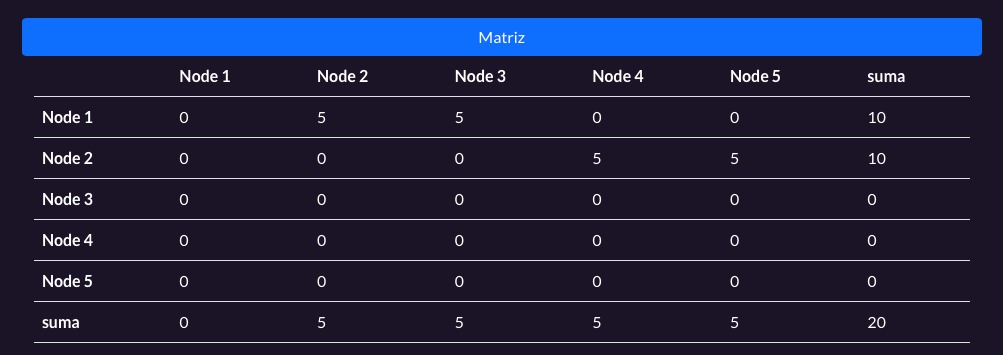 Matriz
Node 1 Node 2 Node 3 Node 4 Node 5 suma
Node 1 0 5 5 0 0 10
Node 2 0 0 0 5 5 10
Node 3 0 0 0 0 0 0
Node 4 0 0 0 0 0 0
Node 5 0 0 0 0 0 0
suma 0 5 5 5 5 20